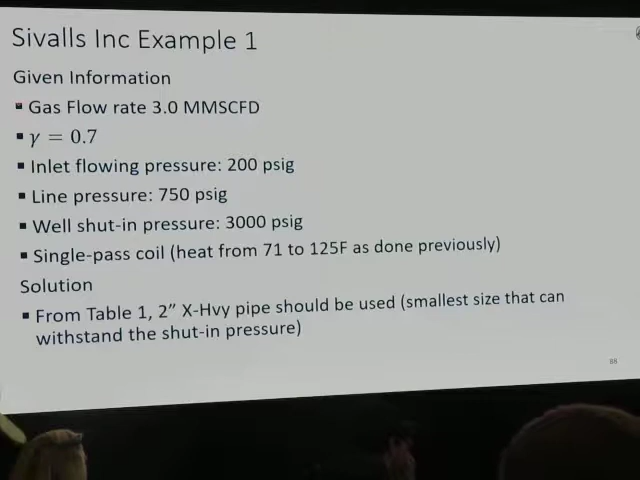 Sivalls Inc Example 1
Given Information
▪ Gas Flow rate 3.0 MMSCFD
▪ γ = 0.7
▪ Inlet flowing pressure: 200 psig
▪ Line pressure: 750 psig
▪ Well shut-in pressure: 3000 psig
▪ Single-pass coil (heat from 71 to 125F as done previously)
Solution
▪ From Table 1, 2” X-Hvy pipe should be used (smallest size that can
withstand the shut-in pressure)